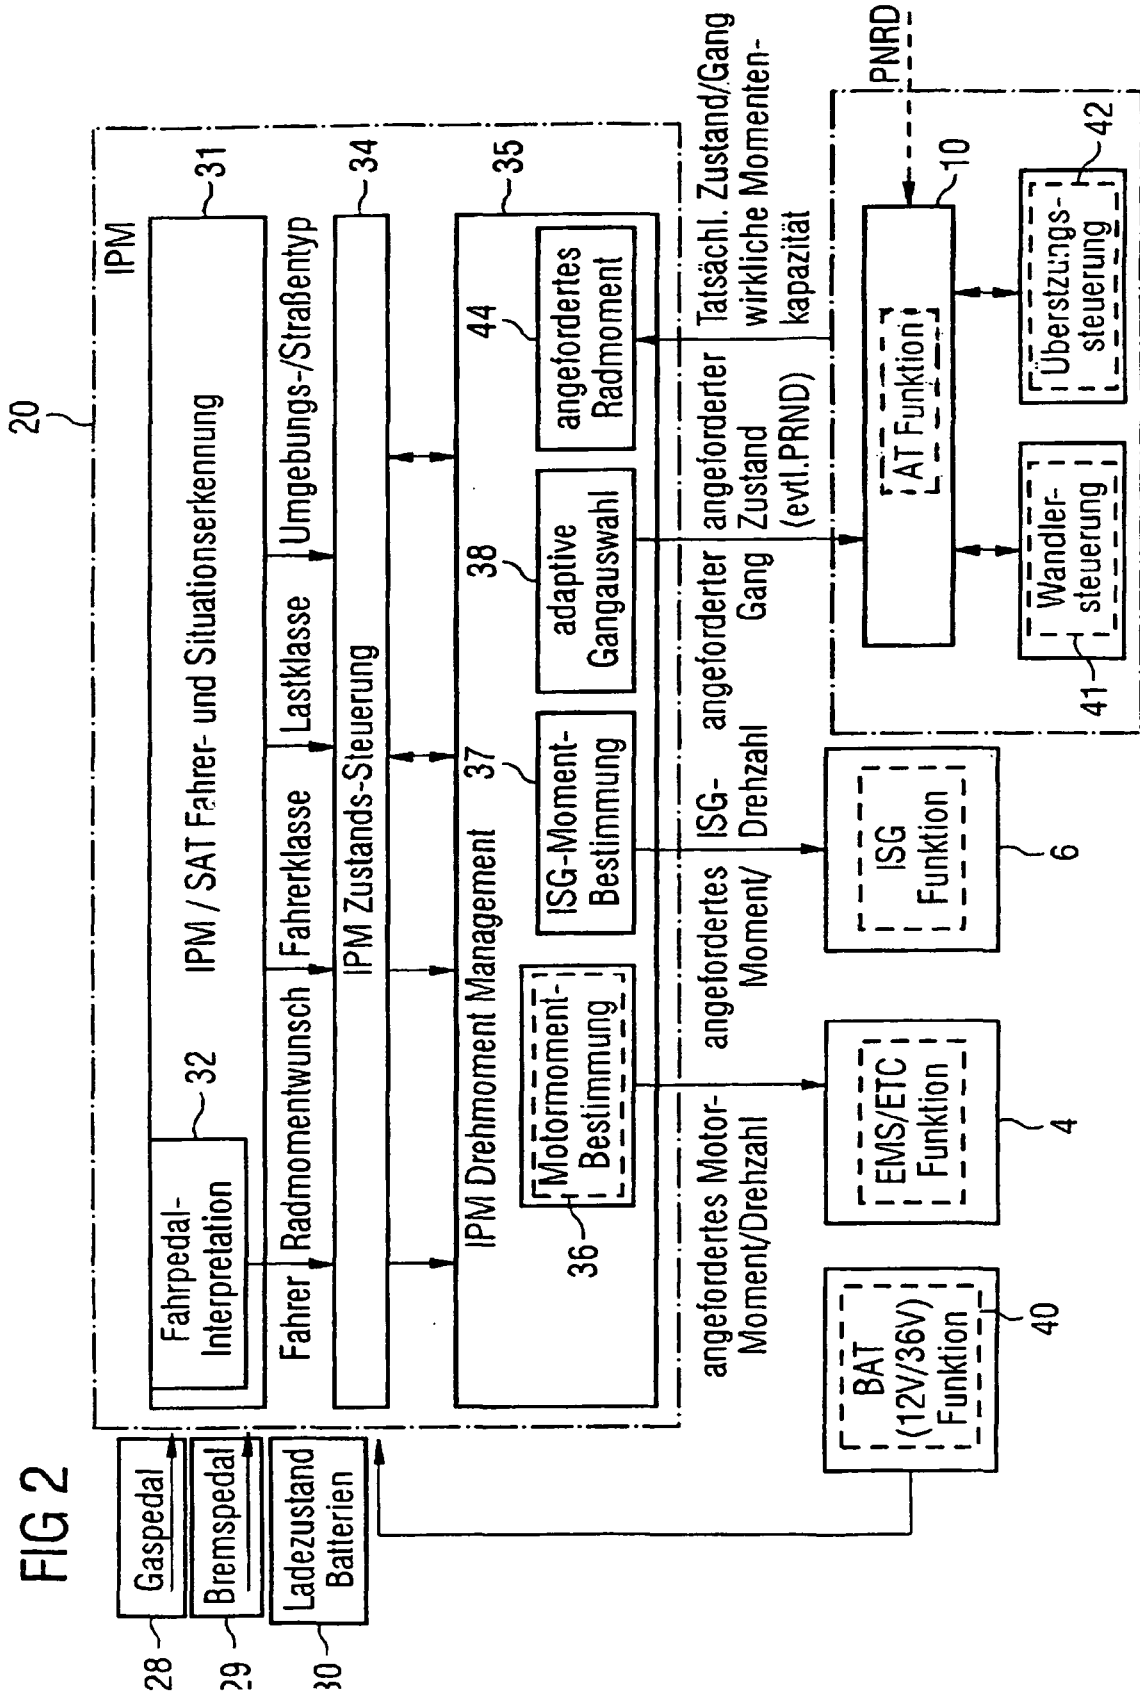 FIG 2
20
IPM
28
Gaspedal
29
Bremspedal
30
Ladezustand
Batterien
31
IPM / SAT Fahrer- und Situationserkennung
32
Fahrpedal-
Interpretation
Fahrer Radmomentwunsch
Fahrerklasse
Lastklasse
Umgebungs-/Straßentyp
34
IPM Zustands-Steuerung
35
IPM Drehmoment Management
36
Motormoment-
Bestimmung
37
ISG-Moment-
Bestimmung
38
adaptive
Gangauswahl
44
angefordertes
Radmoment
angefordertes Motor-
Moment/Drehzahl
angefordertes ISG-
Moment/ Drehzahl
angeforderter
Gang
angeforderter
Zustand
(evtl.PRND)
Tatsächl. Zustand/Gang
wirkliche Momenten-
kapazität
PNRD
BAT
(12V/36V)
Funktion
40
EMS/ETC
Funktion
4
ISG
Funktion
6
AT Funktion
10
Wandler-
steuerung
41
Überstzungs-
steuerung
42